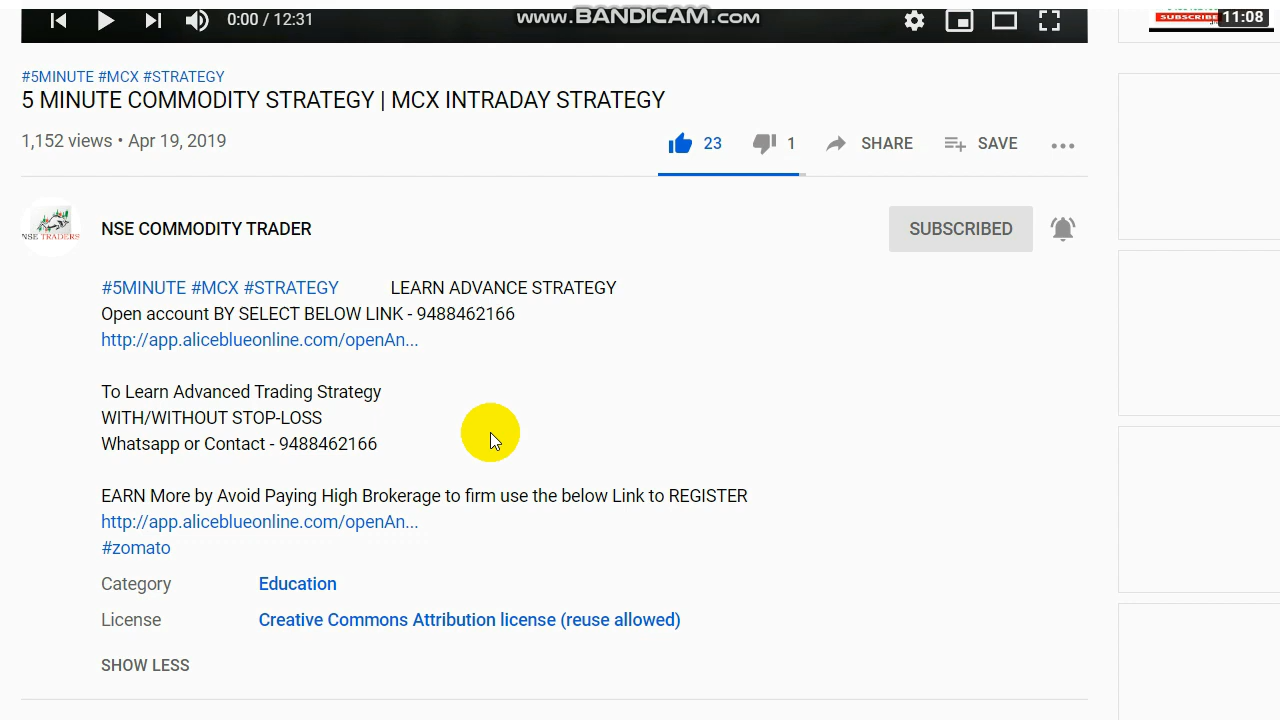 www.BANDICAM.com
0:00 / 12:31
SUBSCRIBE
11:08
#5MINUTE #MCX #STRATEGY
5 MINUTE COMMODITY STRATEGY | MCX INTRADAY STRATEGY
1,152 views • Apr 19, 2019
23
1
SHARE
SAVE
NSE TRADERS
NSE COMMODITY TRADER
SUBSCRIBED
#5MINUTE #MCX #STRATEGY LEARN ADVANCE STRATEGY
Open account BY SELECT BELOW LINK - 9488462166
http://app.aliceblueonline.com/openAn...
To Learn Advanced Trading Strategy
WITH/WITHOUT STOP-LOSS
Whatsapp or Contact - 9488462166
EARN More by Avoid Paying High Brokerage to firm use the below Link to REGISTER
http://app.aliceblueonline.com/openAn...
#zomato
Category Education
License Creative Commons Attribution license (reuse allowed)
SHOW LESS